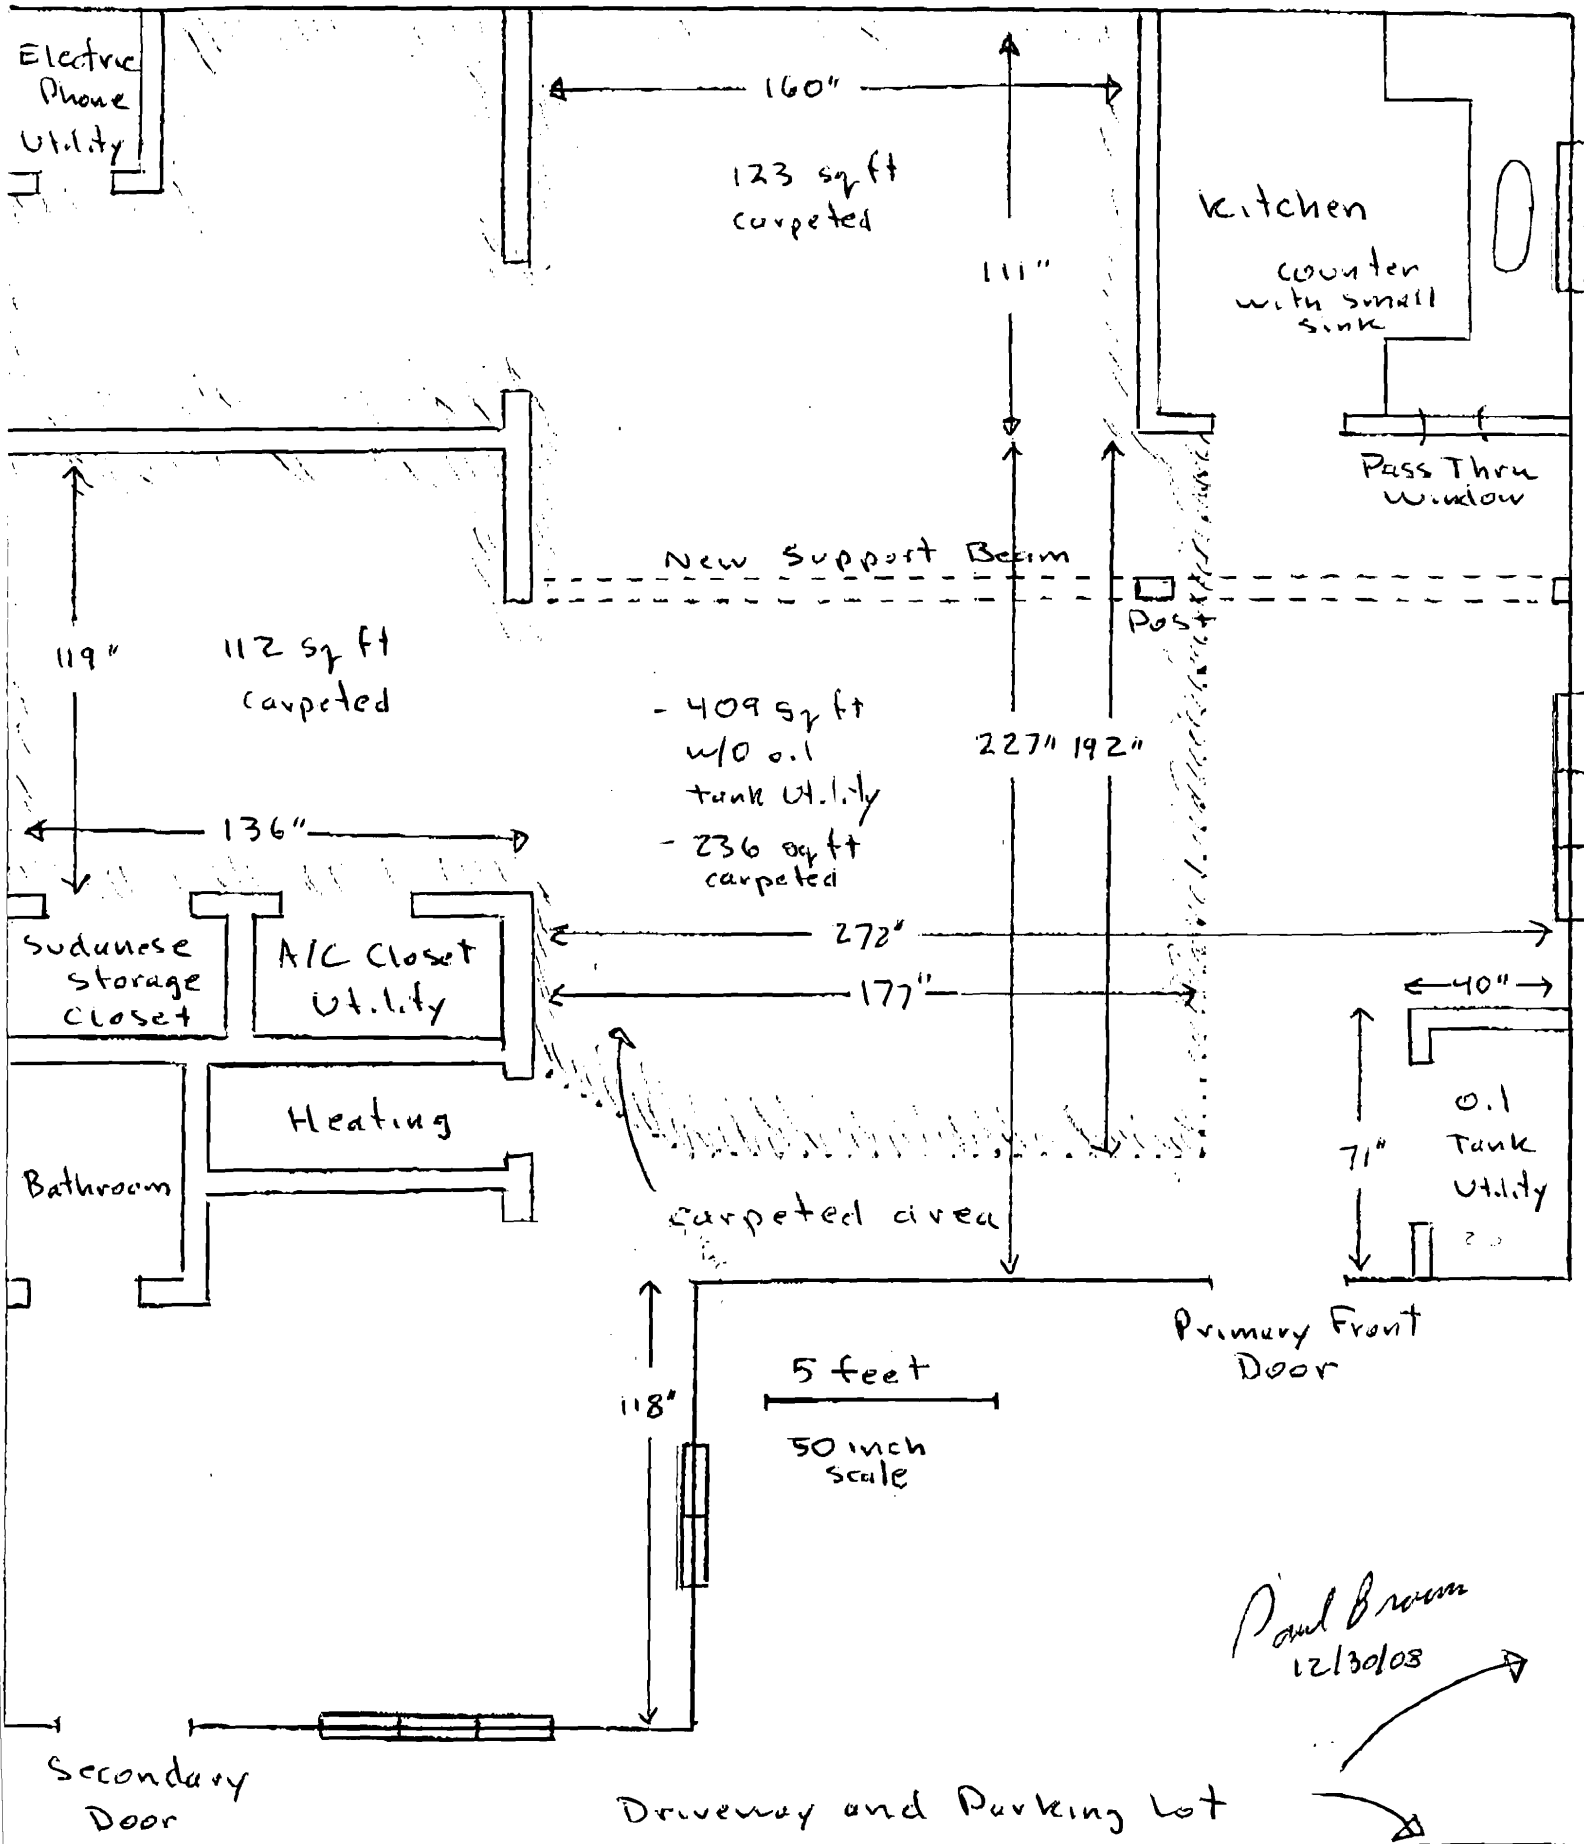 Electric
Phone
Utility
160"
123 sq ft
carpeted
111"
Kitchen
counter
with small
sink
Pass Thru
Window
New Support Beam
Post
119"
112 sq ft
carpeted
- 409 sq ft
w/o oil
tank Utility
- 236 sq ft
carpeted
227"
192"
136"
Sudanese
Storage
Closet
A/C Closet
Utility
272"
177"
40"
Heating
Bathroom
carpeted area
71"
Oil
Tank
Utility
Primary Front
Door
118"
5 feet
50 inch
scale
Paul Brown
12/30/08
Secondary
Door
Driveway and Parking Lot